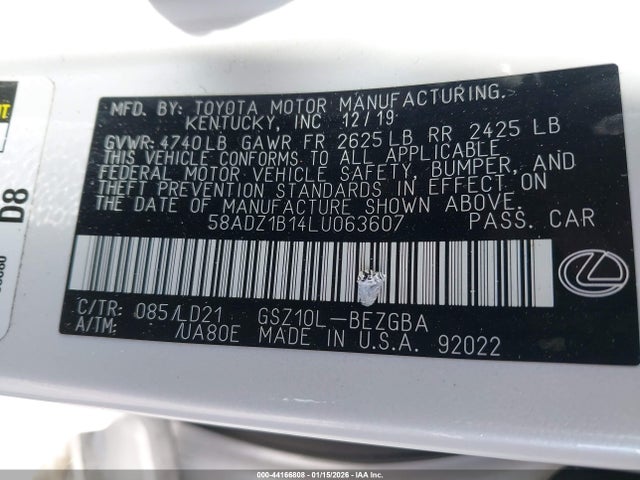 MFD. BY: TOYOTA MOTOR MANUFACTURING.
KENTUCKY, INC 12/19
GVWR: 4740LB GAWR FR 2625LB RR 2425 LB
THIS VEHICLE CONFORMS TO ALL APPLICABLE
FEDERAL MOTOR VEHICLE SAFETY, BUMPER, AND
THEFT PREVENTION STANDARDS IN EFFECT ON
THE DATE OF MANUFACTURE SHOWN ABOVE.
58ADZ1B14LU063607 PASS. CAR
C/TR: 085/LD21 GSZ10L-BEZGBA
A/TM: /UA80E MADE IN U.S.A. 92022
D8
000-44166808 - 01/15/2026 - IAA Inc.